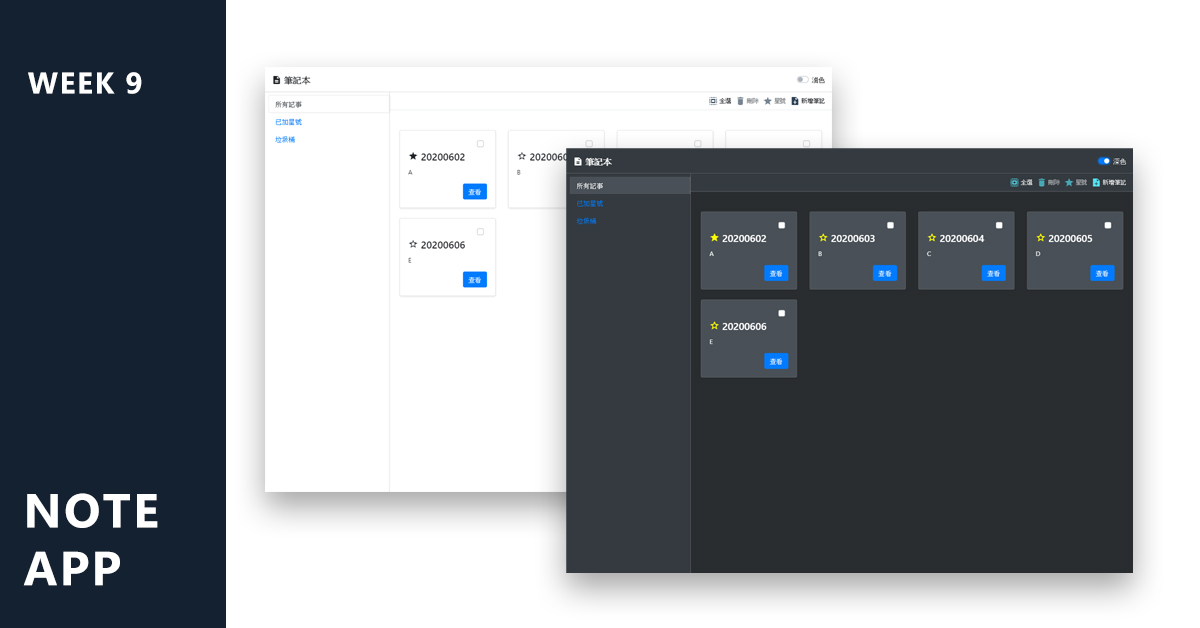 WEEK 9
NOTE
APP
筆記本
淺色
所有記事
已加星號
垃圾桶
全選 刪除 星號 新增筆記
20200602
A
查看
B
20200606
E
查看
筆記本
深色
所有記事
已加星號
垃圾桶
全選 刪除 星號 新增筆記
20200602
A
查看
20200603
B
查看
20200604
C
查看
20200605
D
查看
20200606
E
查看